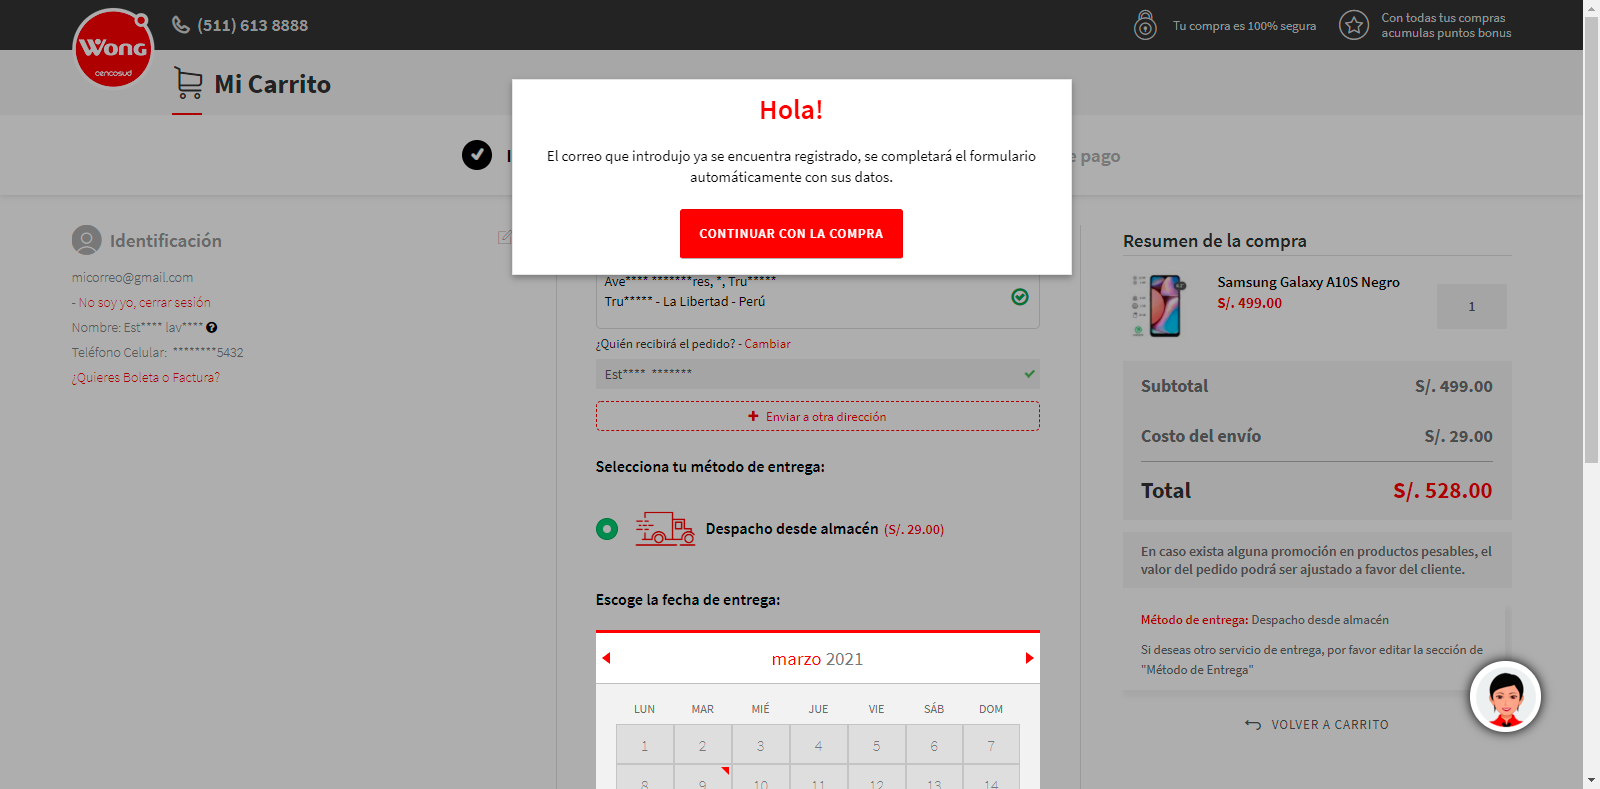 Wong
cencosud
(511) 613 8888
Tu compra es 100% segura
Con todas tus compras
acumulas puntos bonus
Mi Carrito
e pago
Hola!
El correo que introdujo ya se encuentra registrado, se completará el formulario
automáticamente con sus datos.
CONTINUAR CON LA COMPRA
Identificación
micorreo@gmail.com
- No soy yo, cerrar sesión
Nombre: Est**** lav****
Teléfono Celular: ********5432
¿Quieres Boleta o Factura?
Ave**** *******res, *, Tru*****
Tru***** - La Libertad - Perú
¿Quién recibirá el pedido? - Cambiar
Est**** *******
Enviar a otra dirección
Selecciona tu método de entrega:
Despacho desde almacén (S/. 29.00)
Escoge la fecha de entrega:
marzo 2021
LUN MAR MIÉ JUE VIE SÁB DOM
1 2 3 4 5 6 7
8 9 10 11 12 13 14
Resumen de la compra
Samsung Galaxy A10S Negro
S/. 499.00
1
Subtotal S/. 499.00
Costo del envío S/. 29.00
Total S/. 528.00
En caso exista alguna promoción en productos pesables, el
valor del pedido podrá ser ajustado a favor del cliente.
Método de entrega: Despacho desde almacén
Si deseas otro servicio de entrega, por favor editar la sección de
"Método de Entrega"
VOLVER A CARRITO